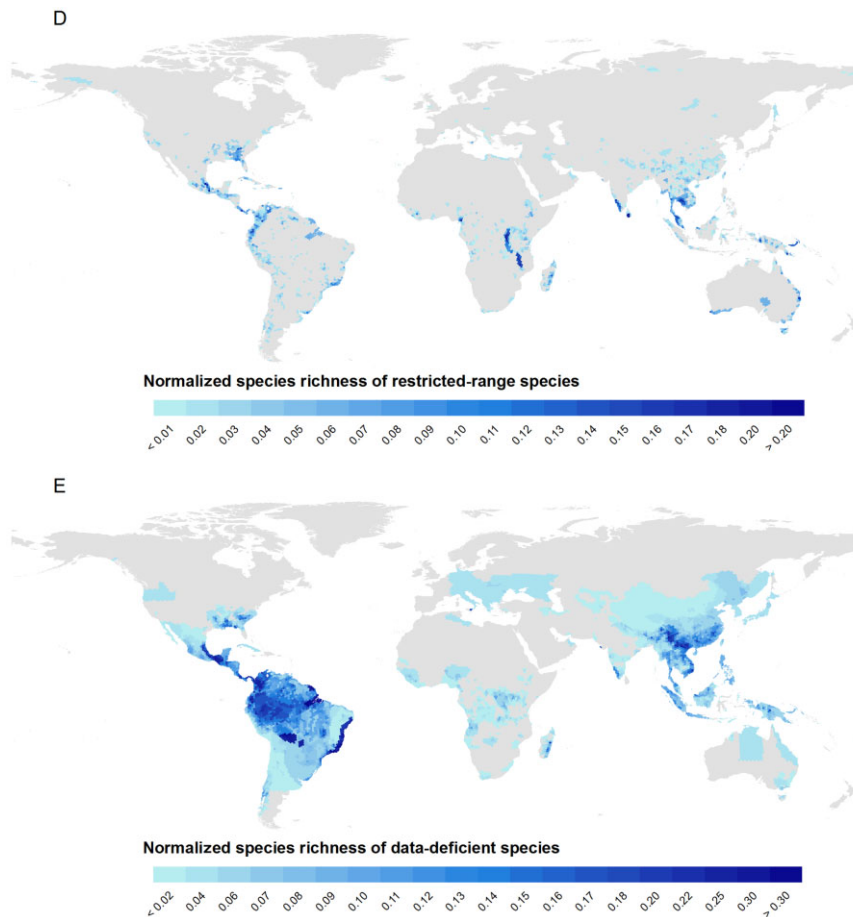 D
Normalized species richness of restricted-range species
< 0.01 0.02 0.03 0.04 0.05 0.06 0.07 0.08 0.09 0.10 0.11 0.12 0.13 0.14 0.15 0.16 0.17 0.18 0.20 > 0.20
E
Normalized species richness of data-deficient species
< 0.02 0.04 0.06 0.07 0.08 0.09 0.10 0.11 0.12 0.13 0.14 0.16 0.17 0.18 0.20 0.22 0.25 0.30 > 0.30